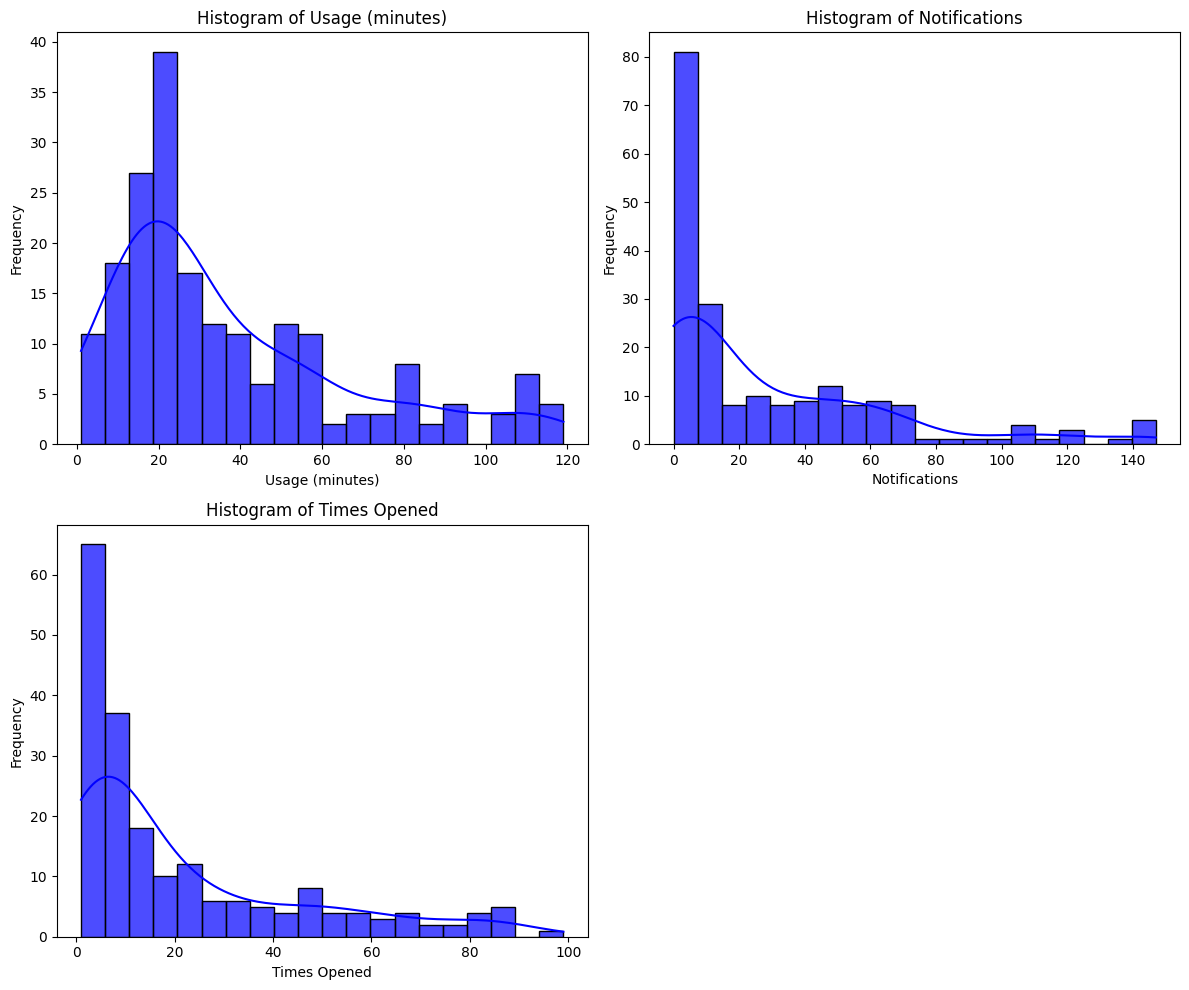 Histogram of Usage (minutes)
40
35
30
25
20
15
10
5
0
Frequency
0 20 40 60 80 100 120
Usage (minutes)
Histogram of Notifications
80
70
60
50
40
30
20
10
0
Frequency
0 20 40 60 80 100 120 140
Notifications
Histogram of Times Opened
60
50
40
30
20
10
0
Frequency
0 20 40 60 80 100
Times Opened